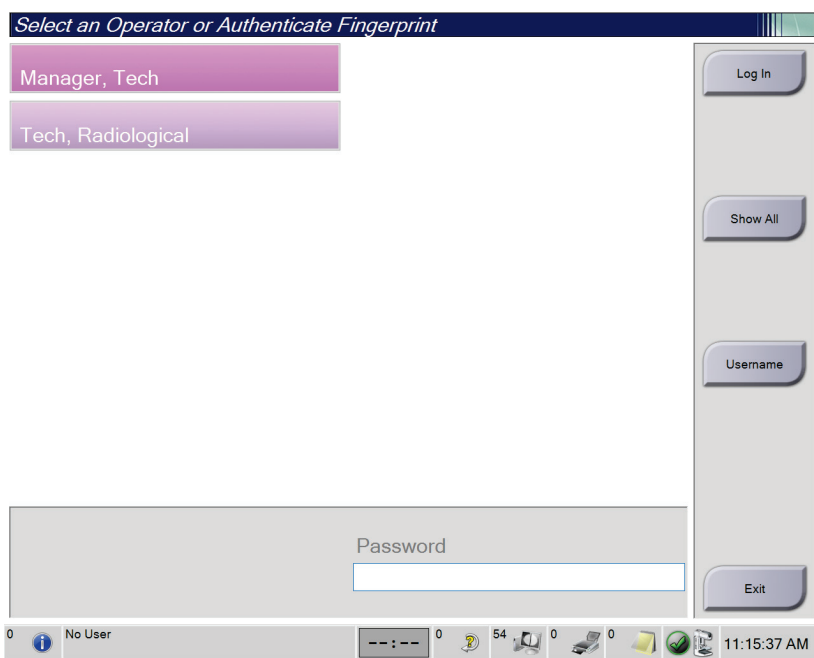 Select an Operator or Authenticate Fingerprint
Manager, Tech
Log In
Tech, Radiological
Show All
Username
Password
Exit
0
No User
--:--
0
54
0
0
11:15:37 AM